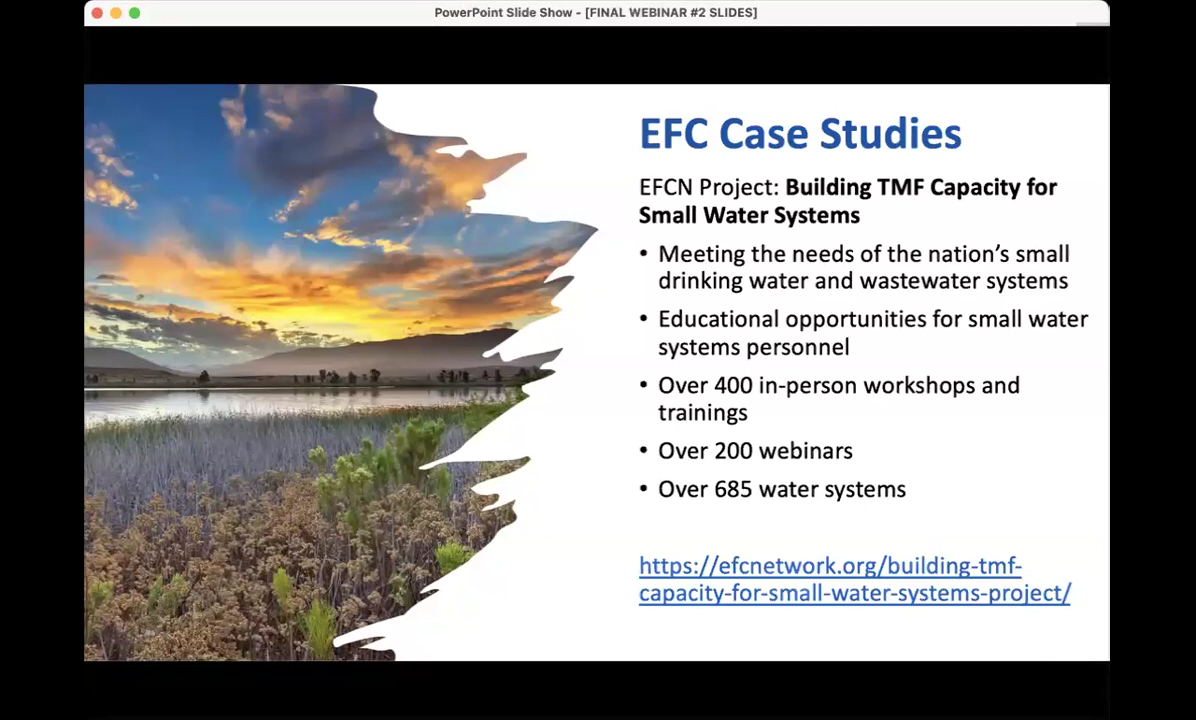 PowerPoint Slide Show - [FINAL WEBINAR #2 SLIDES]
EFC Case Studies
EFCN Project: Building TMF Capacity for
Small Water Systems
• Meeting the needs of the nation’s small
drinking water and wastewater systems
• Educational opportunities for small water
systems personnel
• Over 400 in-person workshops and
trainings
• Over 200 webinars
• Over 685 water systems
https://efcnetwork.org/building-tmf-
capacity-for-small-water-systems-project/